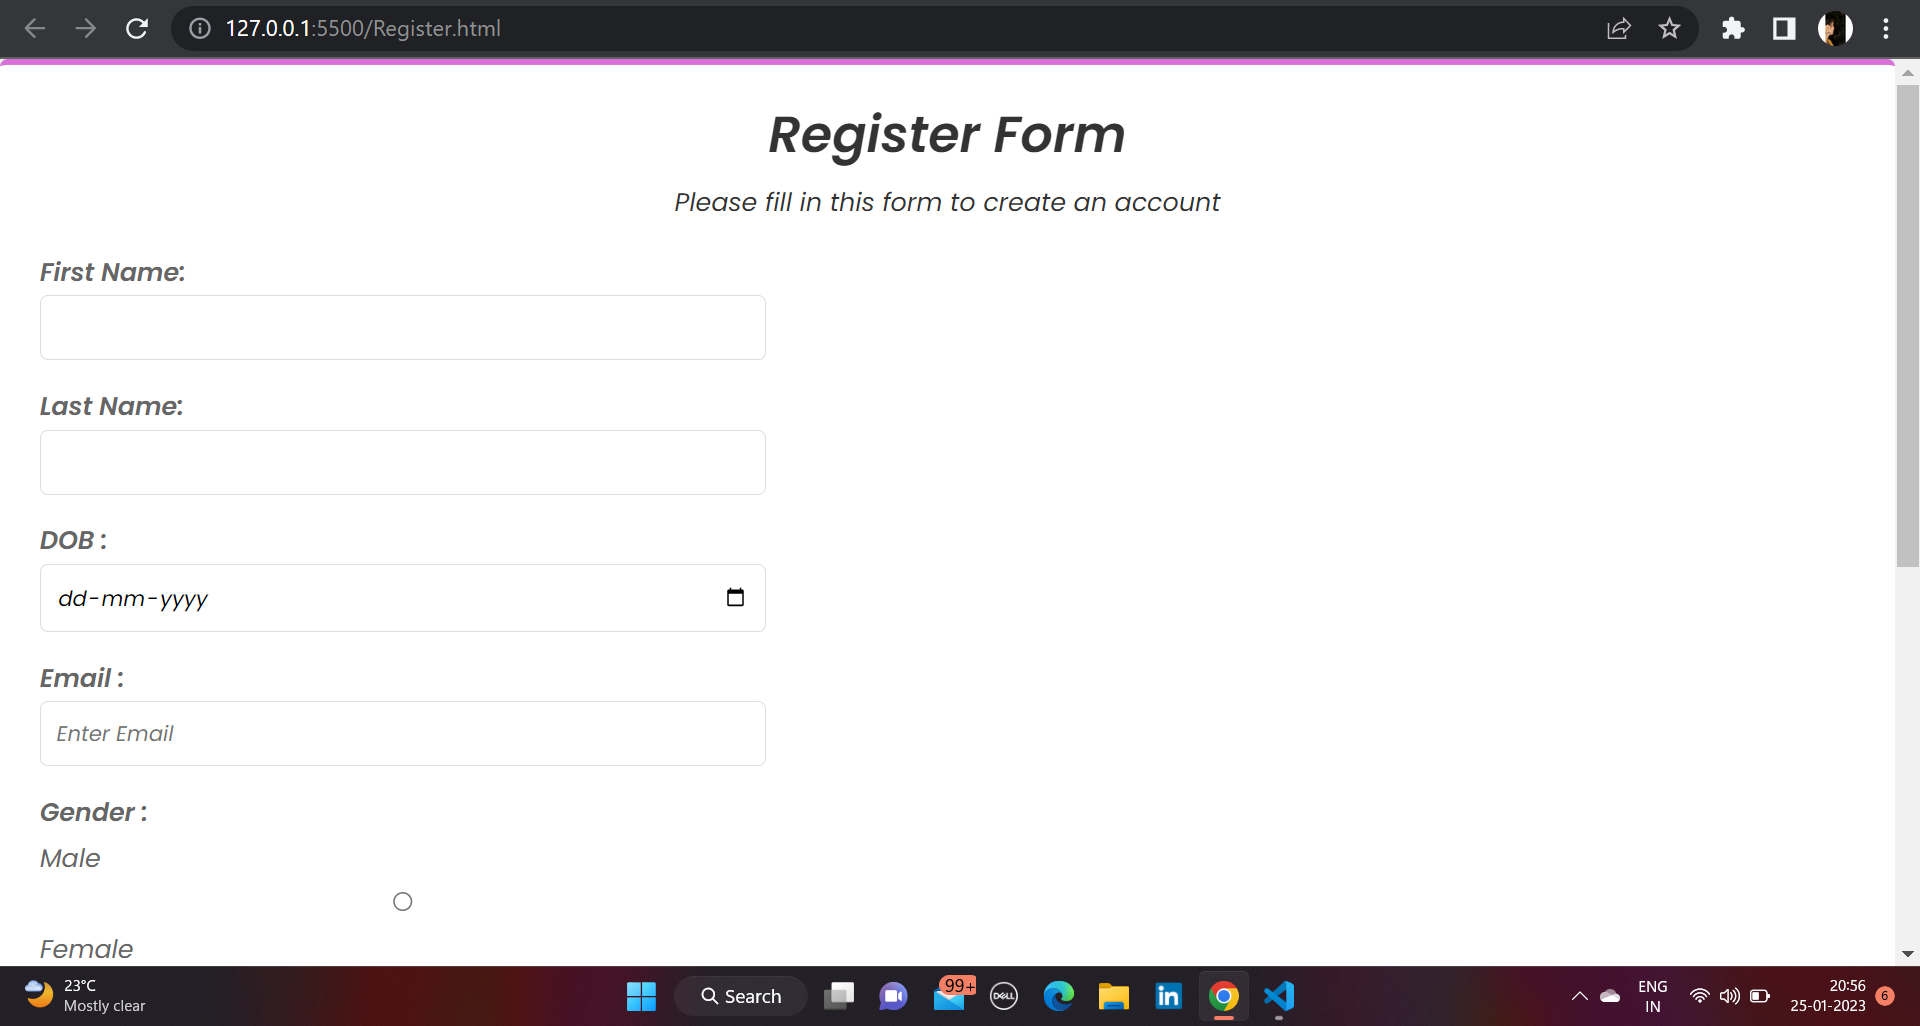 127.0.0.1:5500/Register.html
Register Form
Please fill in this form to create an account
First Name:
Last Name:
DOB :
dd-mm-yyyy
Email :
Enter Email
Gender :
Male
Female
23°C
Mostly clear
Search
99+
DELL
in
ENG
IN
20:56
25-01-2023
6